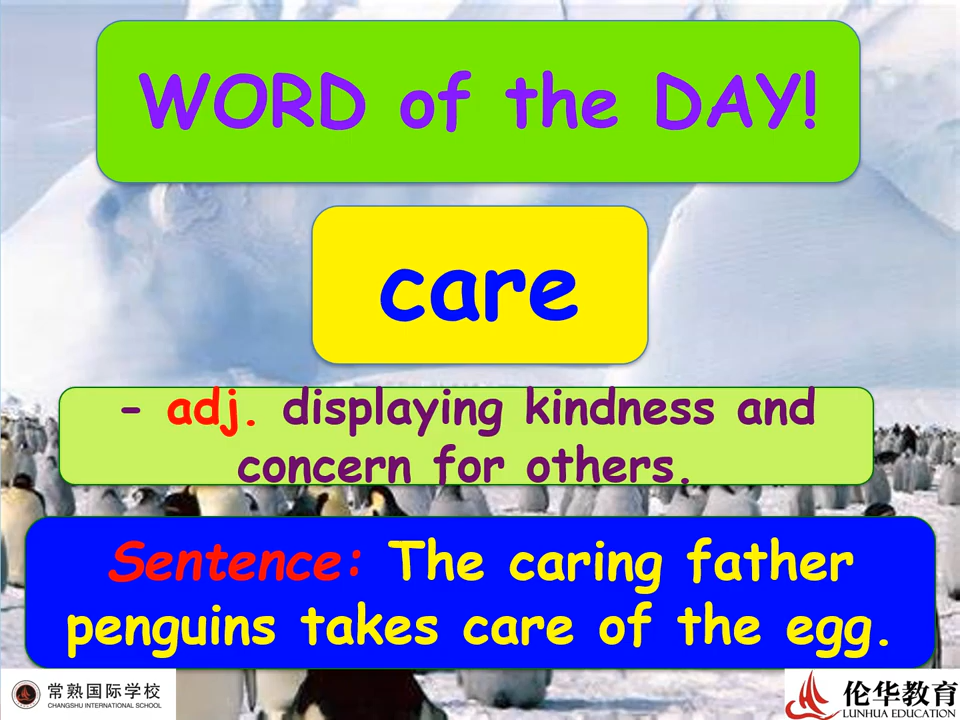 WORD of the DAY!
care
- adj. displaying kindness and
concern for others.
Sentence: The caring father
penguins takes care of the egg.
常熟国际学校
CHANGSHU INTERNATIONAL SCHOOL
伦华教育
LUNHUA EDUCATION